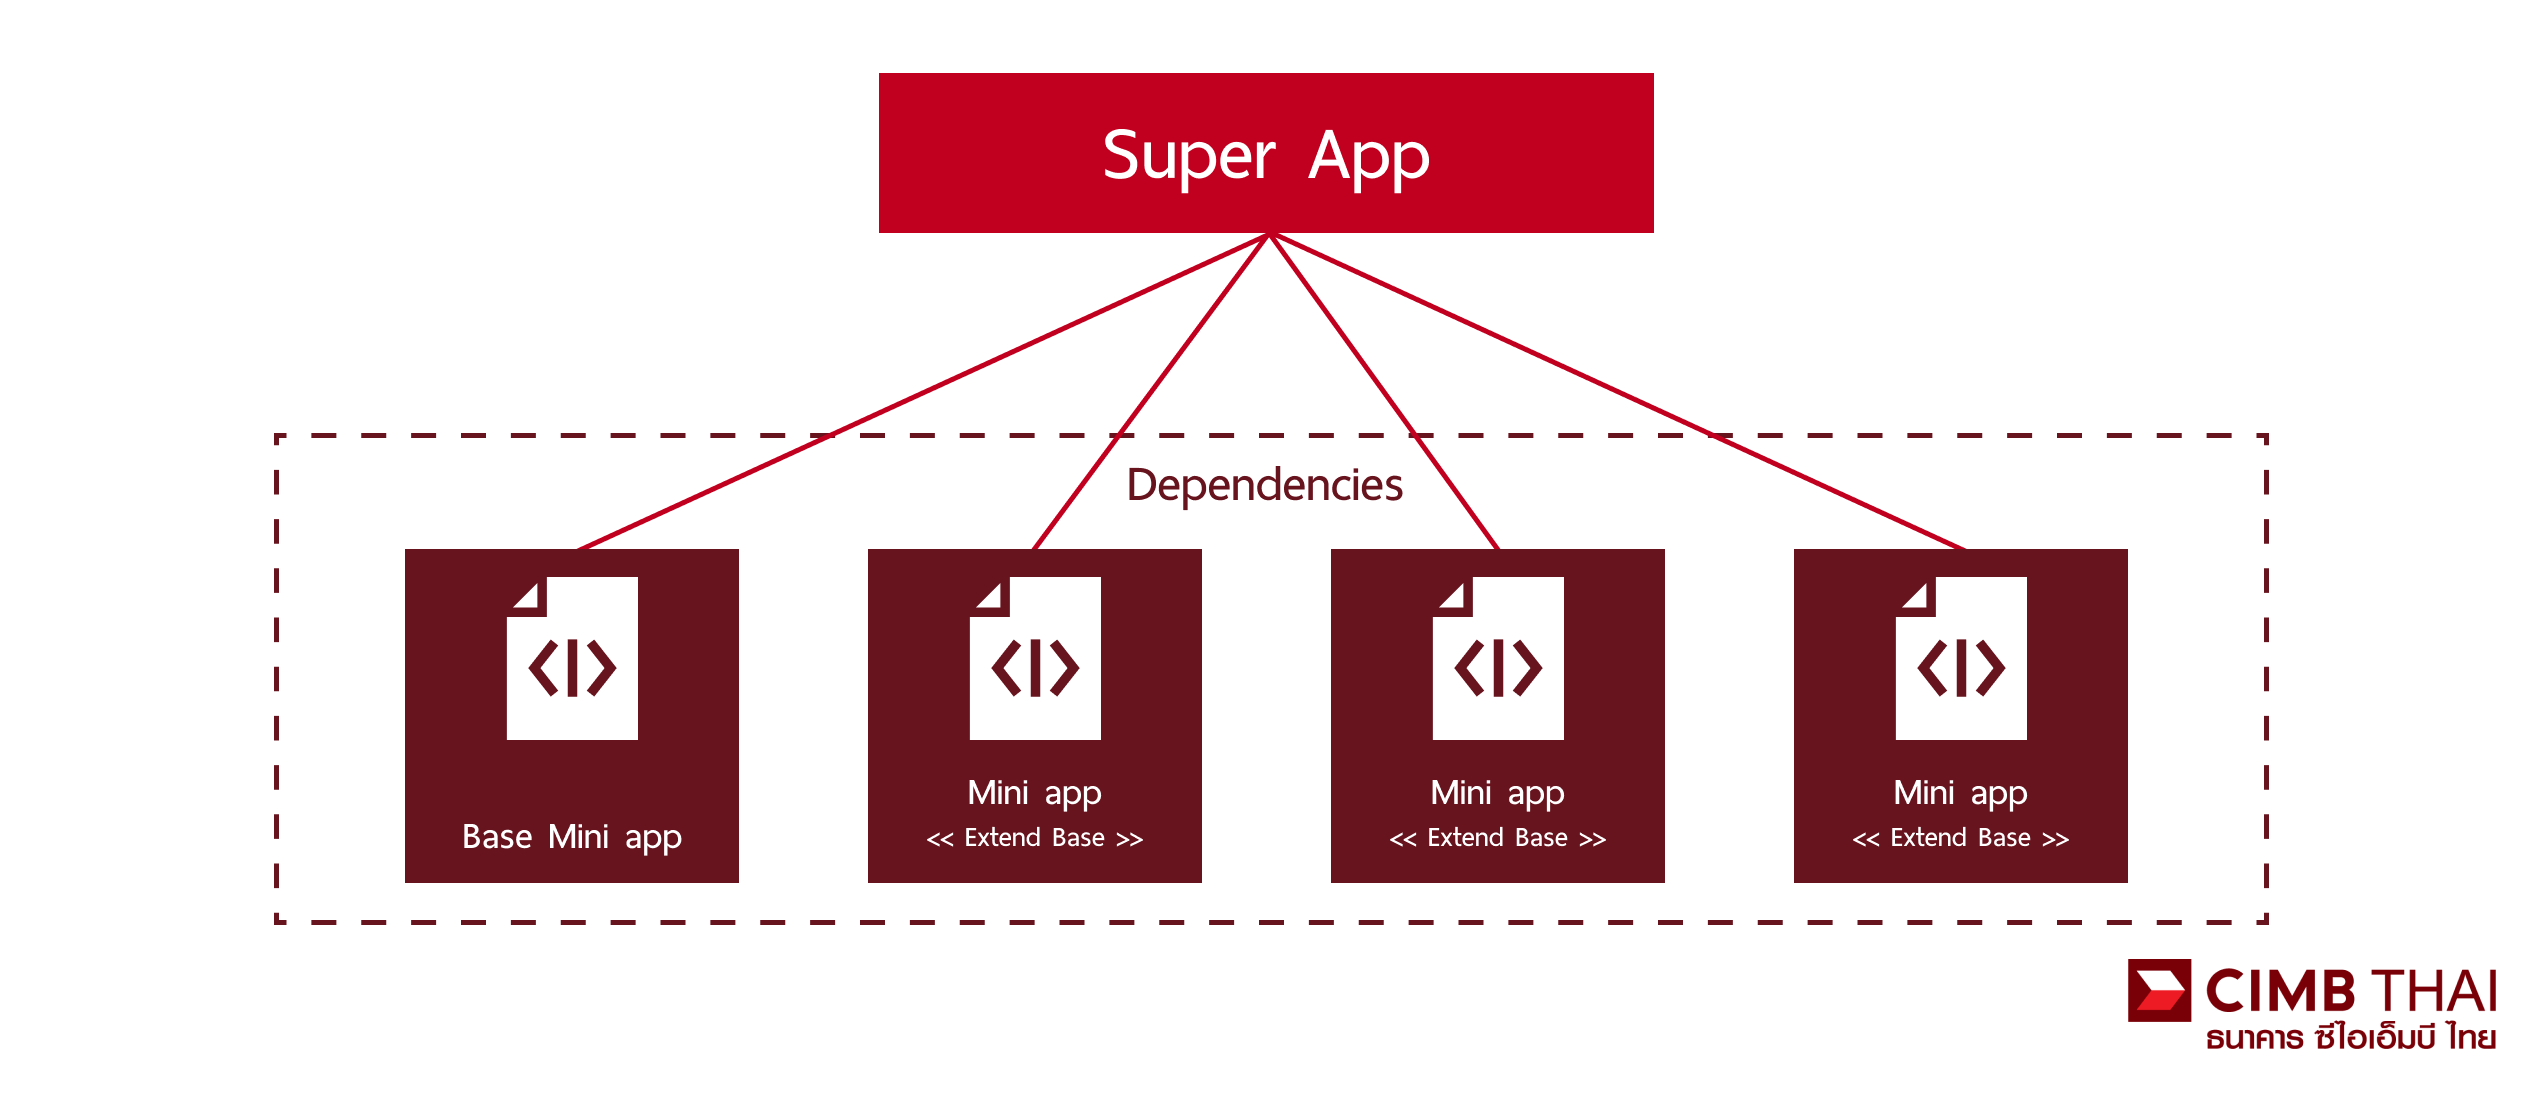 Super App
Dependencies
Base Mini app
Mini app
<< Extend Base >>
Mini app
<< Extend Base >>
Mini app
<< Extend Base >>
CIMB THAI
ธนาคาร ซีไอเอ็มบี ไทย